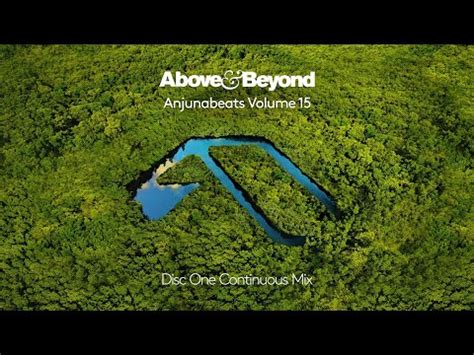 Above&Beyond
Anjunabeats Volume 15
Disc One Continuous Mix